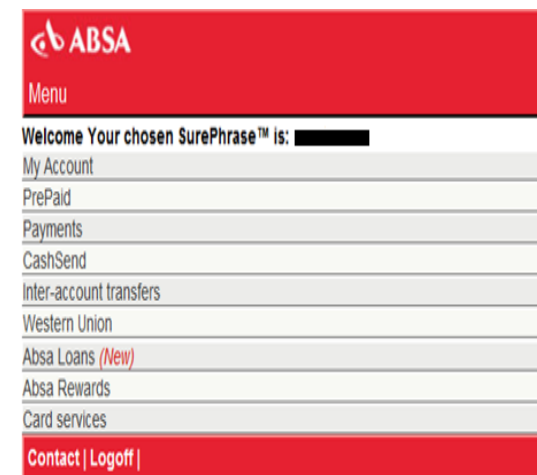 ABSA
Menu
Welcome Your chosen SurePhrase™ is:
My Account
PrePaid
Payments
CashSend
Inter-account transfers
Western Union
Absa Loans (New)
Absa Rewards
Card services
Contact | Logoff |